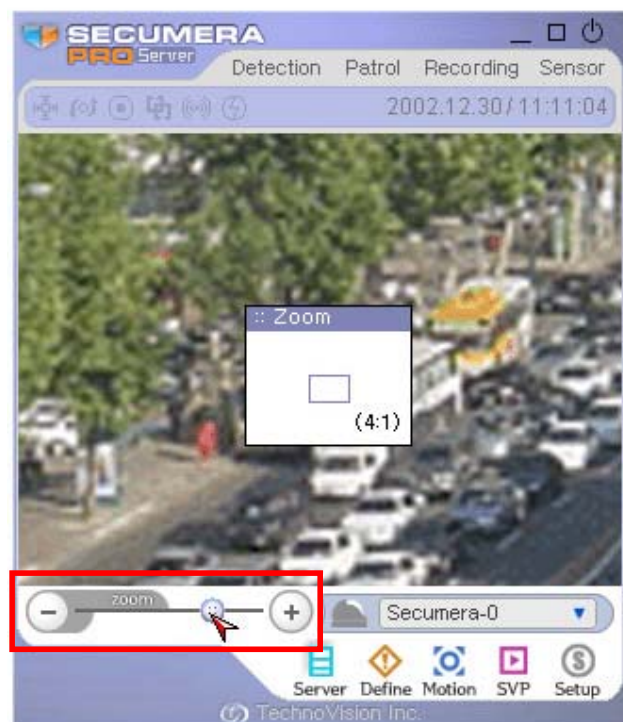 SECUMERA
PRO Server
Detection Patrol Recording Sensor
2002.12.30/11:11:04
:: Zoom
(4:1)
zoom
Secumera-0
Server Define Motion SVP Setup
TechnoVision Inc.